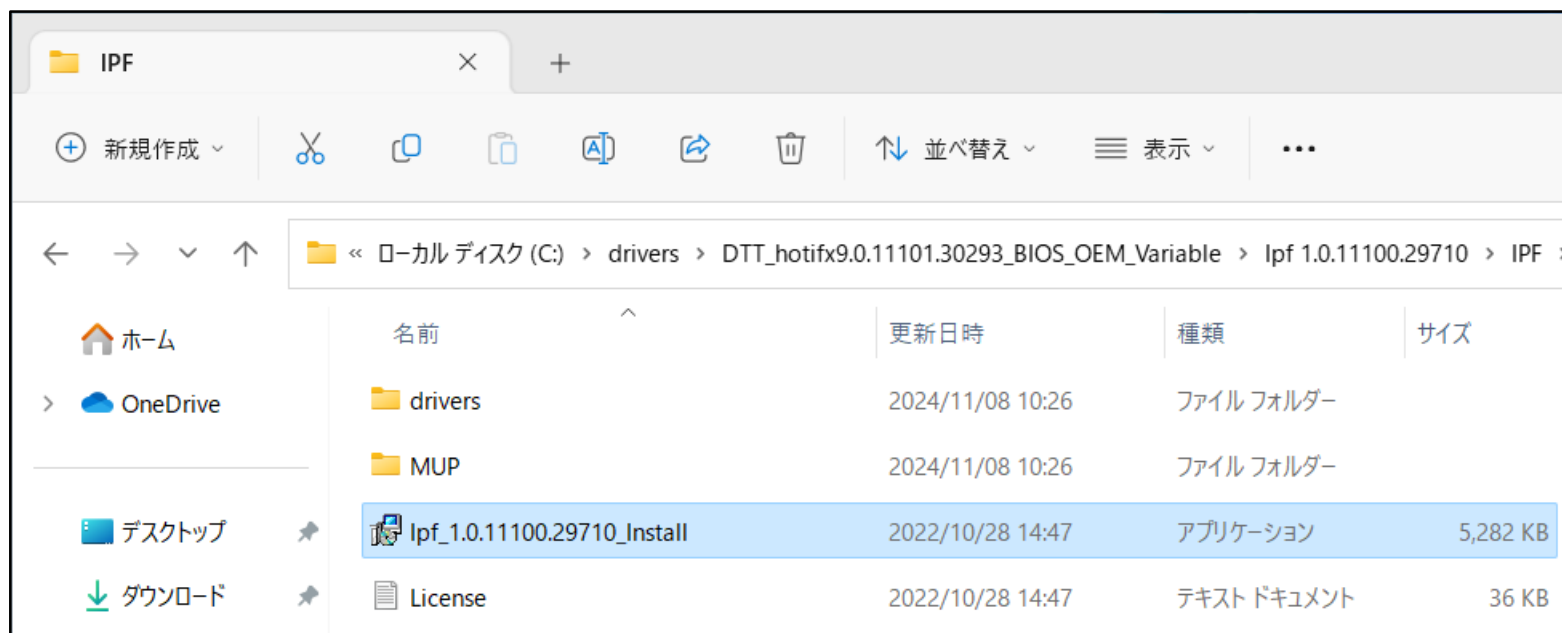 IPF
新規作成
並べ替え
表示
« ローカル ディスク (C:) > drivers > DTT_hotifx9.0.11101.30293_BIOS_OEM_Variable > Ipf 1.0.11100.29710 > IPF >
名前 更新日時 種類 サイズ
ホーム
OneDrive
デスクトップ
ダウンロード
drivers 2024/11/08 10:26 ファイル フォルダー
MUP 2024/11/08 10:26 ファイル フォルダー
Ipf_1.0.11100.29710_Install 2022/10/28 14:47 アプリケーション 5,282 KB
License 2022/10/28 14:47 テキスト ドキュメント 36 KB